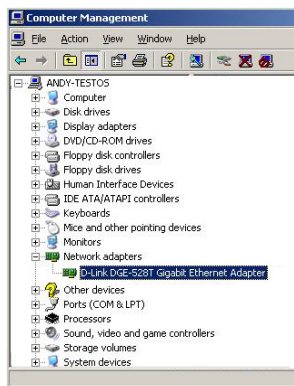 Computer Management
File Action View Window Help
ANDY-TESTOS
Computer
Disk drives
Display adapters
DVD/CD-ROM drives
Floppy disk controllers
Floppy disk drives
Human Interface Devices
IDE ATA/ATAPI controllers
Keyboards
Mice and other pointing devices
Monitors
Network adapters
D-Link DGE-528T Gigabit Ethernet Adapter
Other devices
Ports (COM & LPT)
Processors
Sound, video and game controllers
Storage volumes
System devices